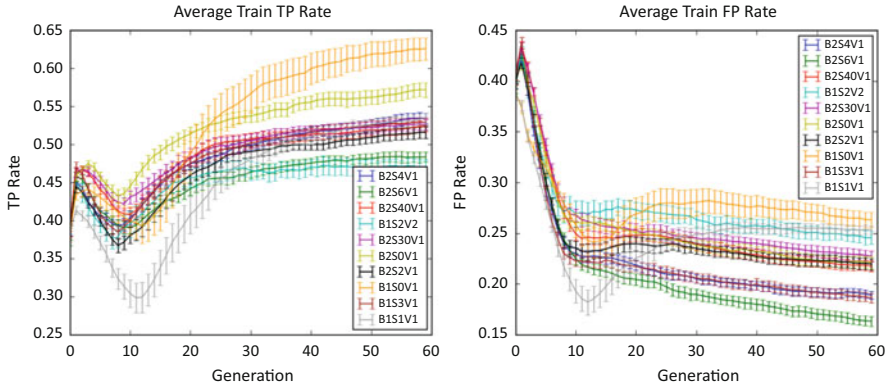 Average Train TP Rate
0.65
0.60
0.55
0.50
0.45
0.40
0.35
0.30
0.25
TP Rate
0
10
20
30
40
50
60
Generation
B2S4V1
B2S6V1
B2S40V1
B1S2V2
B2S30V1
B2S0V1
B2S2V1
B1S0V1
B1S3V1
B1S1V1
Average Train FP Rate
0.45
0.40
0.35
0.30
0.25
0.20
0.15
FP Rate
0
10
20
30
40
50
60
Generation
B2S4V1
B2S6V1
B2S40V1
B1S2V2
B2S30V1
B2S0V1
B2S2V1
B1S0V1
B1S3V1
B1S1V1